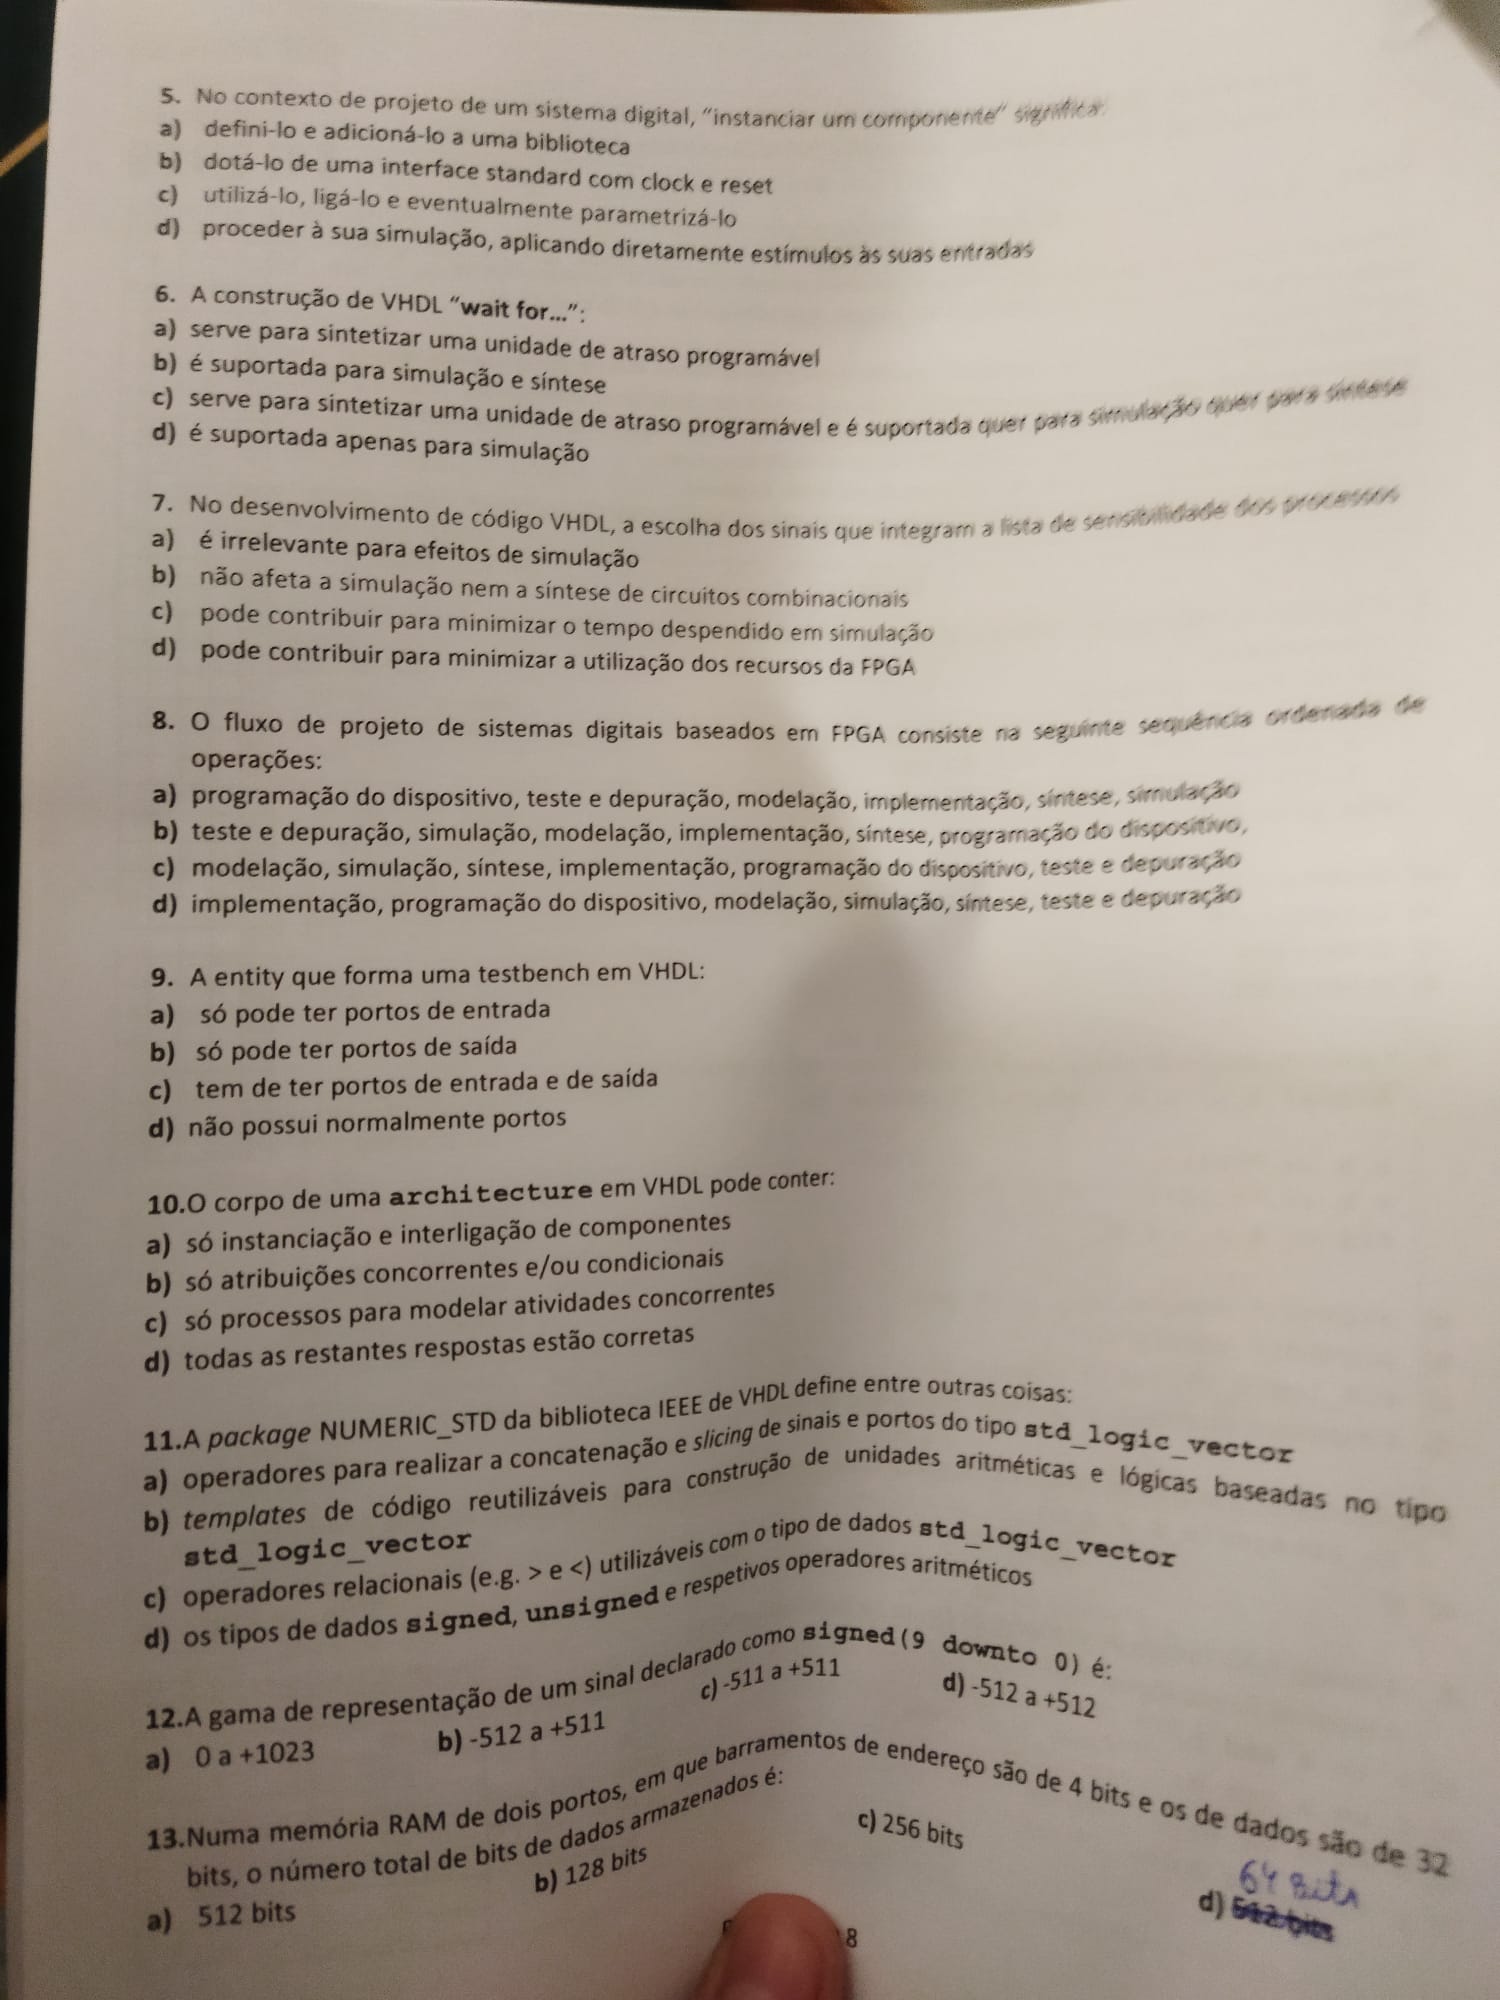 5. No contexto de projeto de um sistema digital, "instanciar um componente" significa:
a) defini-lo e adicioná-lo a uma biblioteca
b) dotá-lo de uma interface standard com clock e reset
c) utilizá-lo, ligá-lo e eventualmente parametrizá-lo
d) proceder à sua simulação, aplicando diretamente estímulos às suas entradas
6. A construção de VHDL "wait for...":
a) serve para sintetizar uma unidade de atraso programável
b) é suportada para simulação e síntese
c) serve para sintetizar uma unidade de atraso programável e é suportada quer para simulação quer para síntese
d) é suportada apenas para simulação
7. No desenvolvimento de código VHDL, a escolha dos sinais que integram a lista de sensibilidade dos processos
a) é irrelevante para efeitos de simulação
b) não afeta a simulação nem a síntese de circuitos combinacionais
c) pode contribuir para minimizar o tempo despendido em simulação
d) pode contribuir para minimizar a utilização dos recursos da FPGA
8. O fluxo de projeto de sistemas digitais baseados em FPGA consiste na seguinte sequência ordenada de
operações:
a) programação do dispositivo, teste e depuração, modelação, implementação, síntese, simulação
b) teste e depuração, simulação, modelação, implementação, síntese, programação do dispositivo,
c) modelação, simulação, síntese, implementação, programação do dispositivo, teste e depuração
d) implementação, programação do dispositivo, modelação, simulação, síntese, teste e depuração
9. A entity que forma uma testbench em VHDL:
a) só pode ter portos de entrada
b) só pode ter portos de saída
c) tem de ter portos de entrada e de saída
d) não possui normalmente portos
10.O corpo de uma architecture em VHDL pode conter:
a) só instanciação e interligação de componentes
b) só atribuições concorrentes e/ou condicionais
c) só processos para modelar atividades concorrentes
d) todas as restantes respostas estão corretas
11.A package NUMERIC_STD da biblioteca IEEE de VHDL define entre outras coisas:
a) operadores para realizar a concatenação e slicing de sinais e portos do tipo std_logic_vector
b) templates de código reutilizáveis para construção de unidades aritméticas e lógicas baseadas no tipo
std_logic_vector
c) operadores relacionais (e.g. > e <) utilizáveis com o tipo de dados std_logic_vector
d) os tipos de dados signed, unsigned e respetivos operadores aritméticos
12.A gama de representação de um sinal declarado como signed(9 downto 0) é:
a) 0 a +1023 b) -512 a +511 c) -511 a +511 d) -512 a +512
13.Numa memória RAM de dois portos, em que barramentos de endereço são de 4 bits e os de dados são de 32
bits, o número total de bits de dados armazenados é:
a) 512 bits b) 128 bits c) 256 bits d) 64 Bits
8